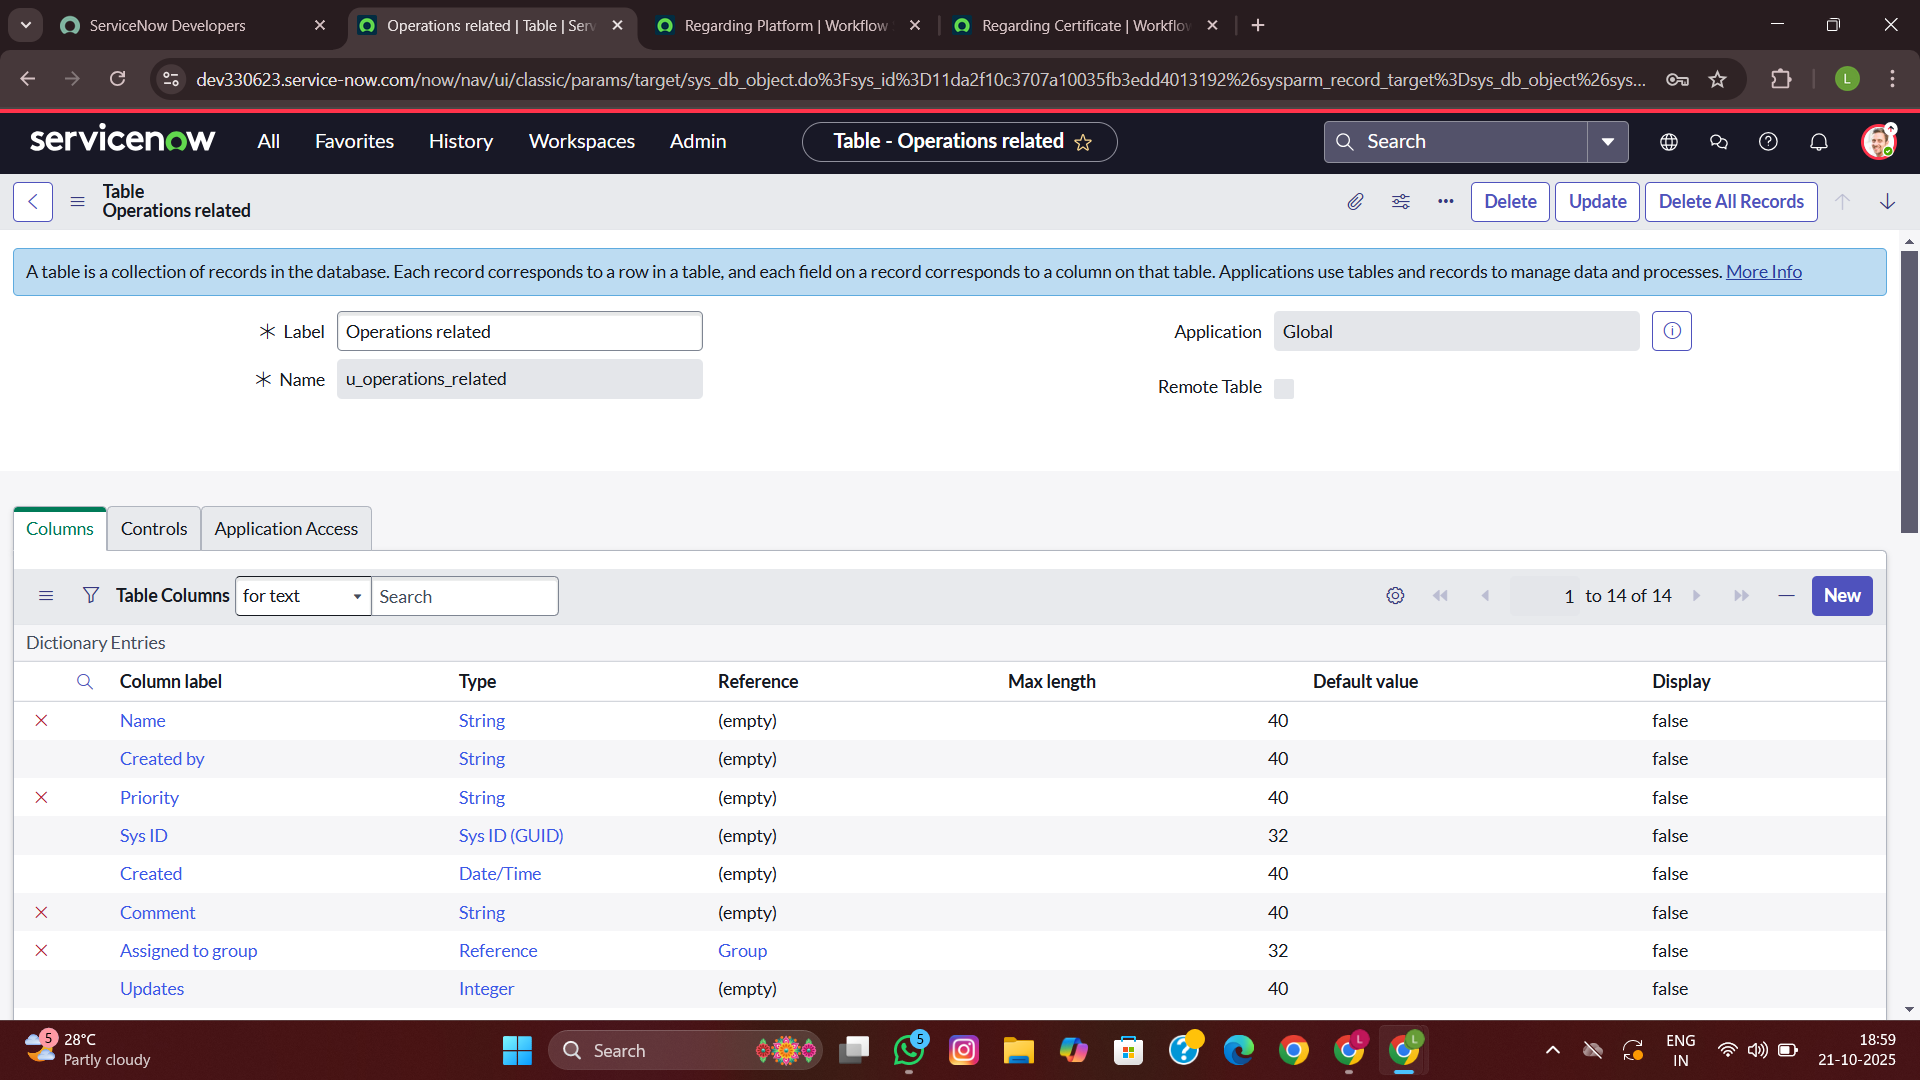 ServiceNow Developers
Operations related | Table | Serv
Regarding Platform | Workflow
Regarding Certificate | Workflow
dev330623.service-now.com/now/nav/ui/classic/params/target/sys_db_object.do%3Fsys_id%3D11da2f10c3707a10035fb3edd4013192%26sysparm_record_target%3Dsys_db_object%26sys...
L
servicenow
All
Favorites
History
Workspaces
Admin
Table - Operations related
Search
Table
Operations related
Delete
Update
Delete All Records
A table is a collection of records in the database. Each record corresponds to a row in a table, and each field on a record corresponds to a column on that table. Applications use tables and records to manage data and processes. More Info
Label Operations related
Application Global
Name u_operations_related
Remote Table
Columns
Controls
Application Access
Table Columns for text Search
1 to 14 of 14
New
Dictionary Entries
Column label Type Reference Max length Default value Display
Name String (empty) 40 false
Created by String (empty) 40 false
Priority String (empty) 40 false
Sys ID Sys ID (GUID) (empty) 32 false
Created Date/Time (empty) 40 false
Comment String (empty) 40 false
Assigned to group Reference Group 32 false
Updates Integer (empty) 40 false
5
28°C
Partly cloudy
Search
5
L
L
ENG
IN
18:59
21-10-2025